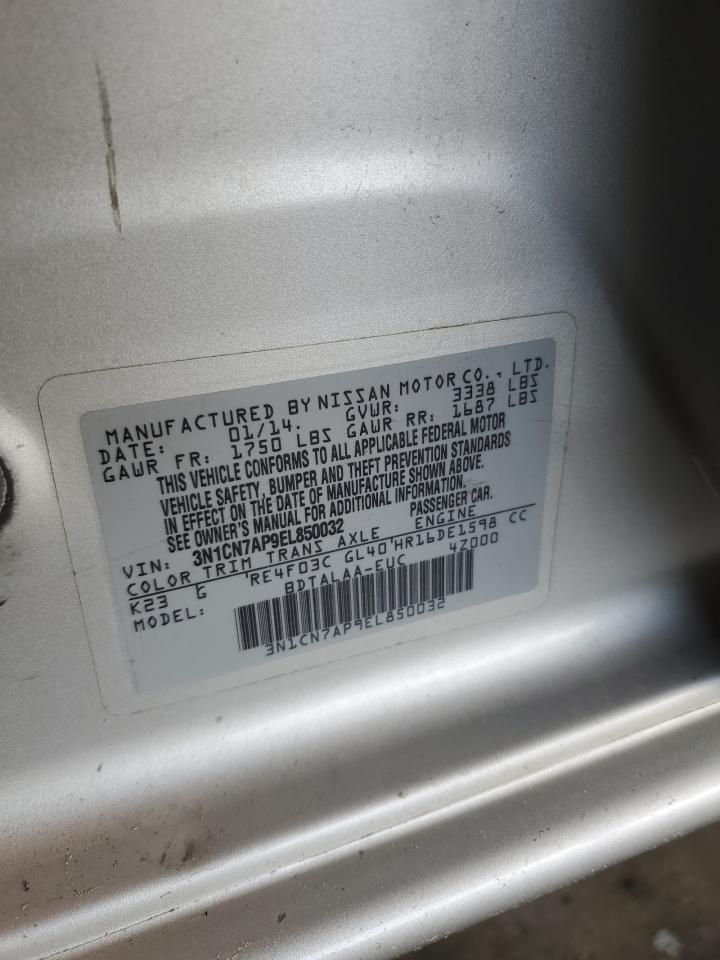 MANUFACTURED BY NISSAN MOTOR CO., LTD.
DATE: 01/14. GVWR: 3338 LBS
GAWR FR: 1750 LBS GAWR RR: 1687 LBS
THIS VEHICLE CONFORMS TO ALL APPLICABLE FEDERAL MOTOR
VEHICLE SAFETY, BUMPER AND THEFT PREVENTION STANDARDS
IN EFFECT ON THE DATE OF MANUFACTURE SHOWN ABOVE.
SEE OWNER'S MANUAL FOR ADDITIONAL INFORMATION.
VIN: 3N1CN7AP9EL850032 PASSENGER CAR.
COLOR TRIM TRANS AXLE ENGINE
K23 G RE4F03C GL40 HR16DE1598 CC
MODEL: BDTALAA-EUC 42000
3N1CN7AP9EL850032